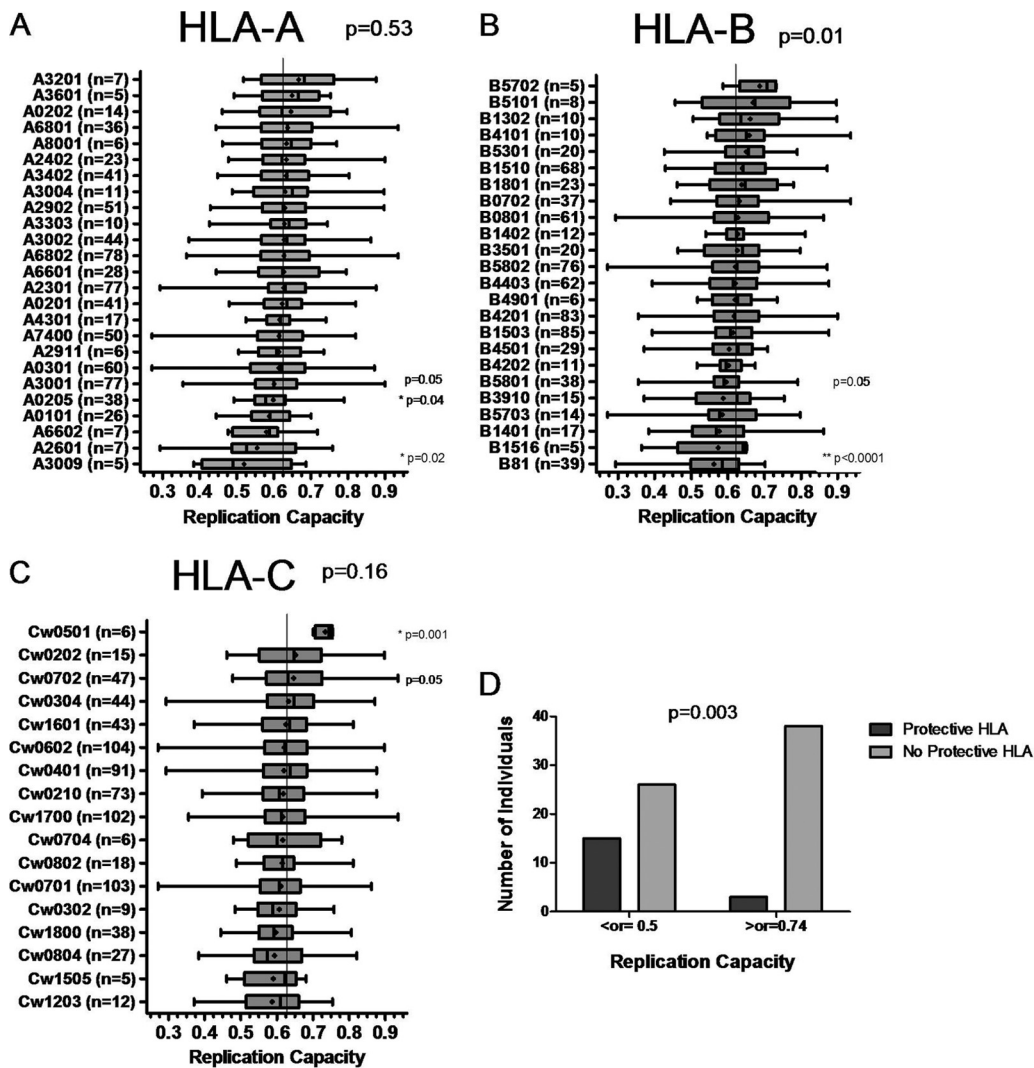 A
HLA-A
p=0.53
A3201 (n=7)
A3601 (n=5)
A0202 (n=14)
A6801 (n=36)
A8001 (n=6)
A2402 (n=23)
A3402 (n=41)
A3004 (n=11)
A2902 (n=51)
A3303 (n=10)
A3002 (n=44)
A6802 (n=78)
A6601 (n=28)
A2301 (n=77)
A0201 (n=41)
A4301 (n=17)
A7400 (n=50)
A2911 (n=6)
A0301 (n=60)
A3001 (n=77)
p=0.05
A0205 (n=38)
* p=0.04
A0101 (n=26)
A6602 (n=7)
A2601 (n=7)
A3009 (n=5)
* p=0.02
0.3 0.4 0.5 0.6 0.7 0.8 0.9
Replication Capacity
B
HLA-B
p=0.01
B5702 (n=5)
B5101 (n=8)
B1302 (n=10)
B4101 (n=10)
B5301 (n=20)
B1510 (n=68)
B1801 (n=23)
B0702 (n=37)
B0801 (n=61)
B1402 (n=12)
B3501 (n=20)
B5802 (n=76)
B4403 (n=62)
B4901 (n=6)
B4201 (n=83)
B1503 (n=85)
B4501 (n=29)
B4202 (n=11)
B5801 (n=38)
p=0.05
B3910 (n=15)
B5703 (n=14)
B1401 (n=17)
B1516 (n=5)
B81 (n=39)
** p<0.0001
0.3 0.4 0.5 0.6 0.7 0.8 0.9
Replication Capacity
C
HLA-C
p=0.16
Cw0501 (n=6)
* p=0.001
Cw0202 (n=15)
Cw0702 (n=47)
p=0.05
Cw0304 (n=44)
Cw1601 (n=43)
Cw0602 (n=104)
Cw0401 (n=91)
Cw0210 (n=73)
Cw1700 (n=102)
Cw0704 (n=6)
Cw0802 (n=18)
Cw0701 (n=103)
Cw0302 (n=9)
Cw1800 (n=38)
Cw0804 (n=27)
Cw1505 (n=5)
Cw1203 (n=12)
0.3 0.4 0.5 0.6 0.7 0.8 0.9
Replication Capacity
D
p=0.003
Protective HLA
No Protective HLA
Number of Individuals
40
30
20
10
0
<or= 0.5
>or=0.74
Replication Capacity